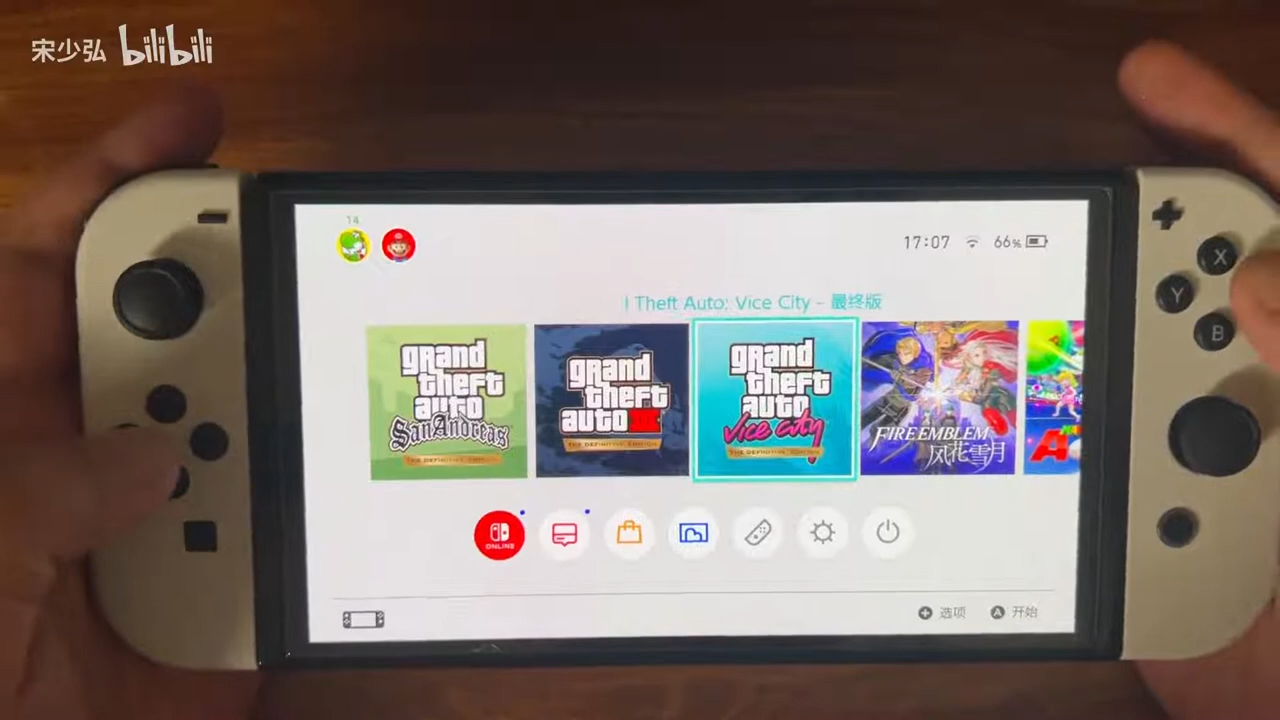 宋少弘 bilibili
14
17:07 66%
l Theft Auto: Vice City - 最终版
grand theft auto San Andreas THE DEFINITIVE EDITION
grand theft auto III THE DEFINITIVE EDITION
grand theft auto vice city THE DEFINITIVE EDITION
FIRE EMBLEM 风花雪月
ONLINE
+ 选项 A 开始
X
Y
B